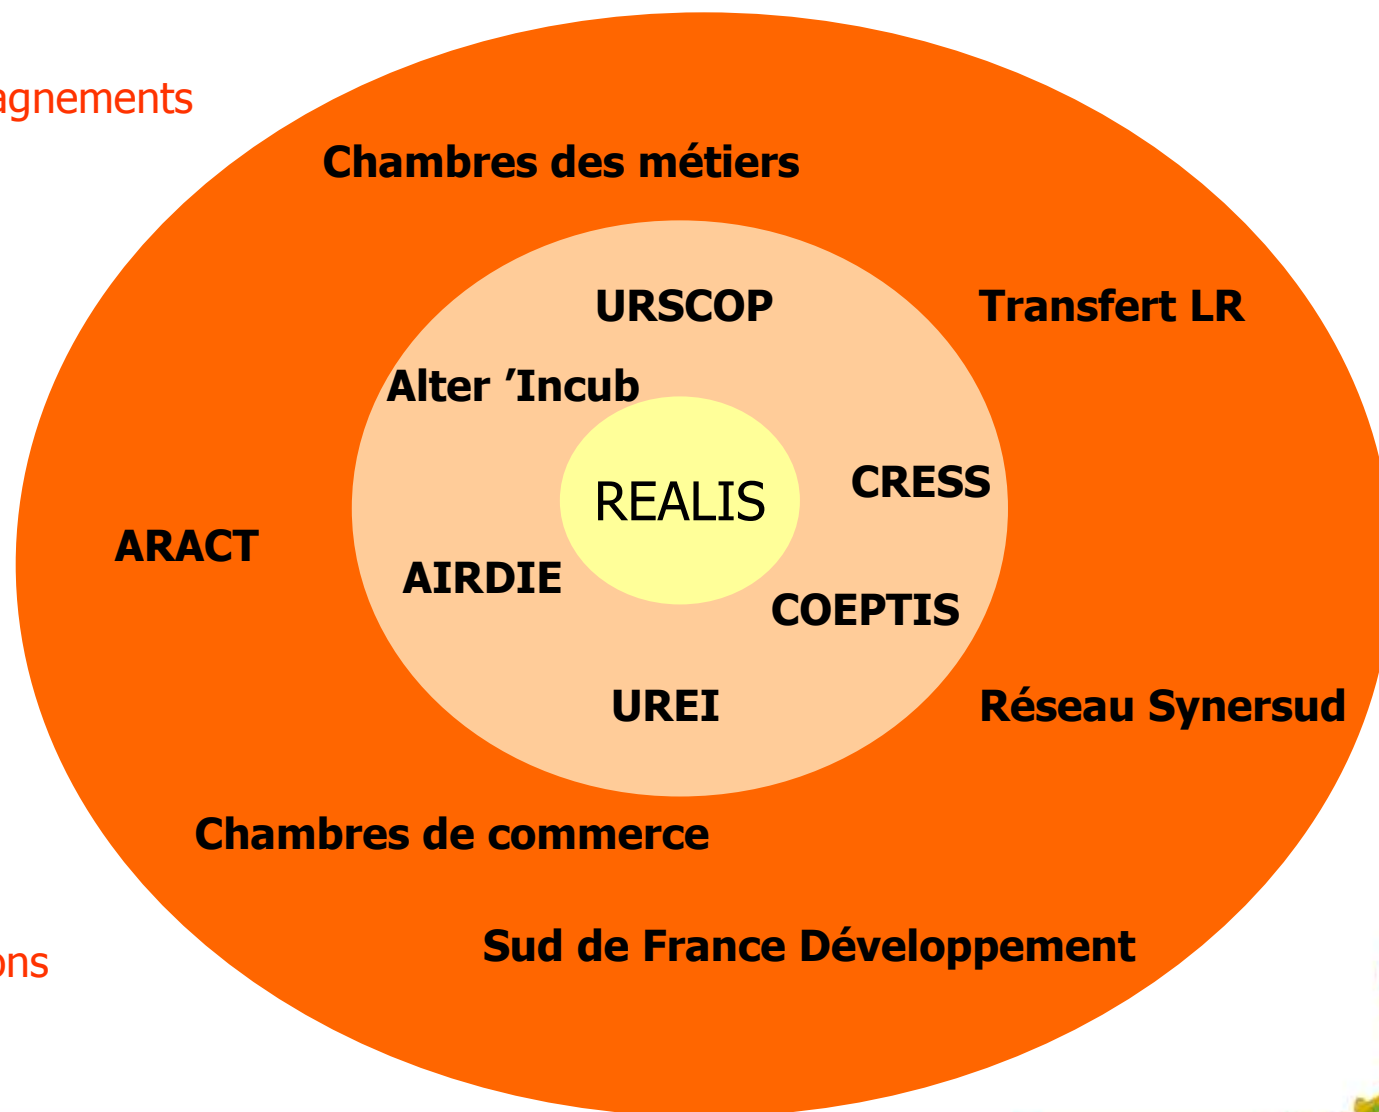 agnements
Chambres des métiers
URSCOP
Transfert LR
Alter ’Incub
CRESS
REALIS
ARACT
AIRDIE
COEPTIS
UREI
Réseau Synersud
Chambres de commerce
Sud de France Développement
ons